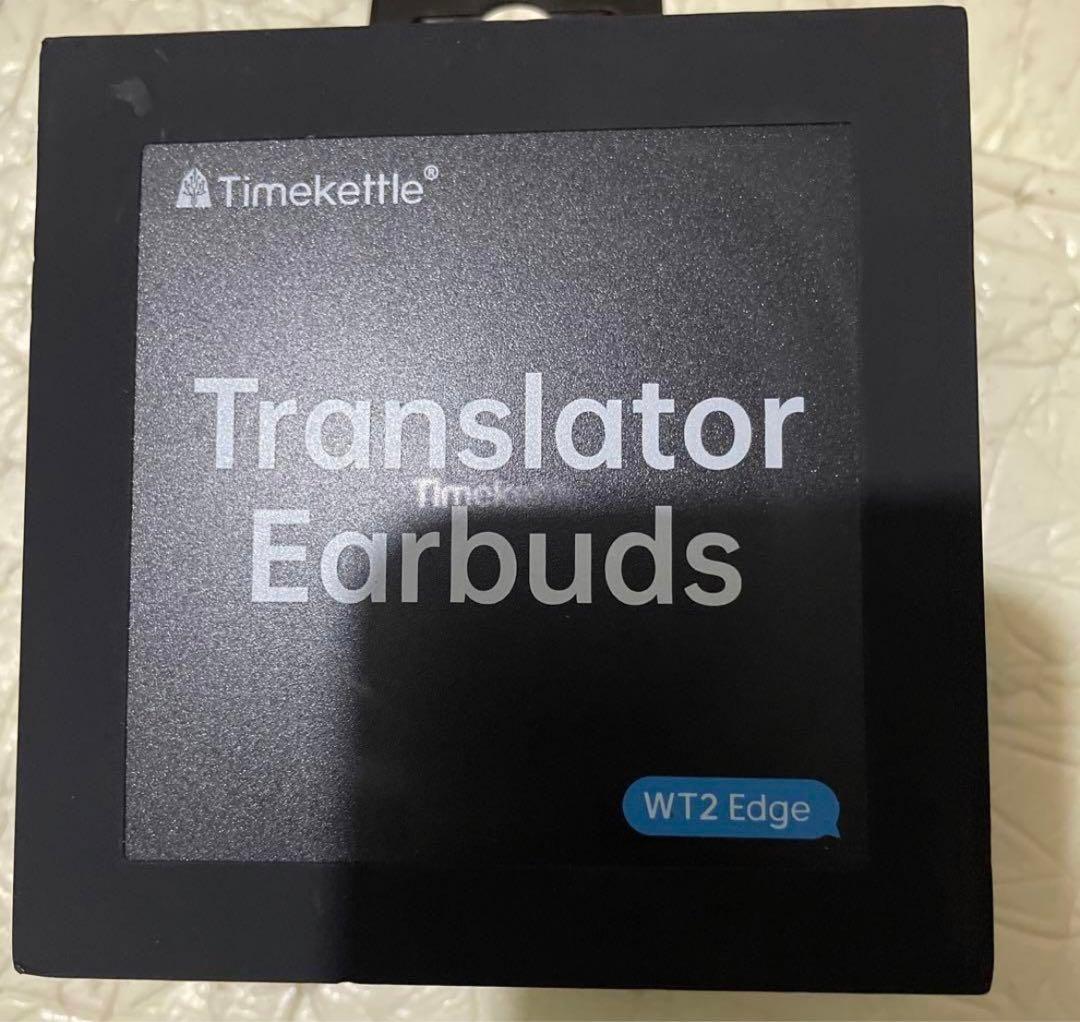 Timekettle®
Translator
Earbuds
WT2 Edge